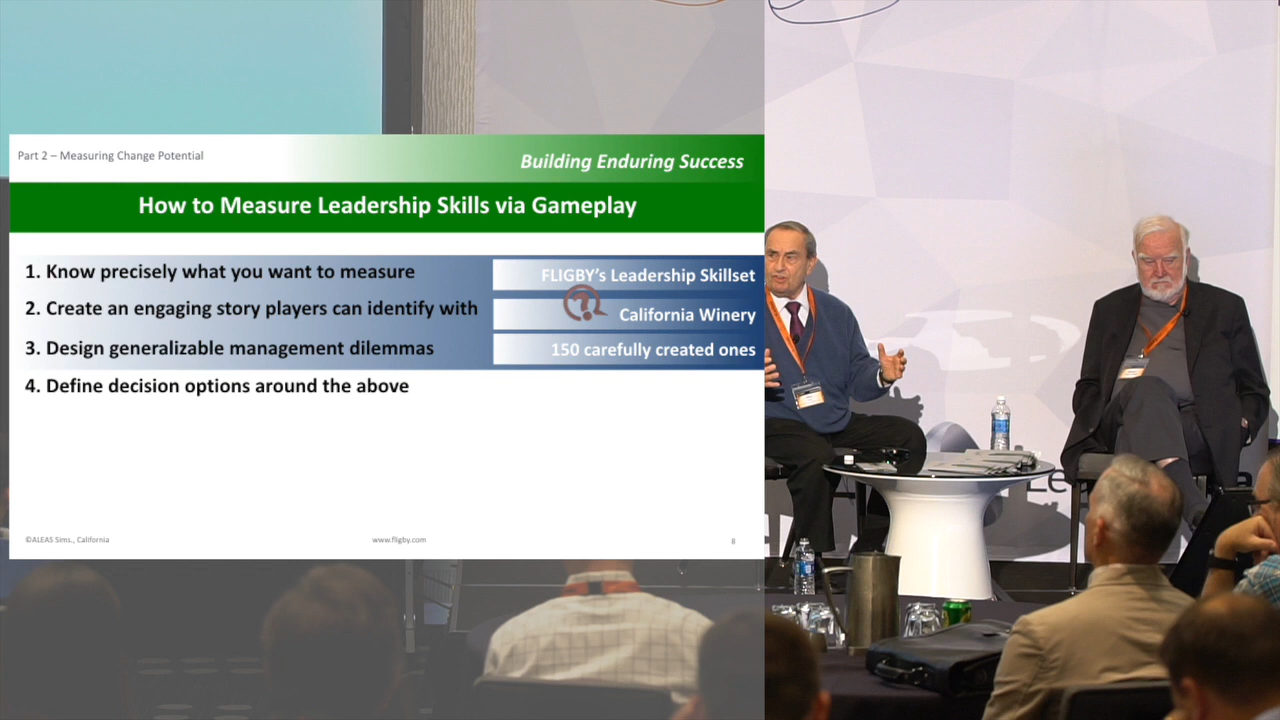 Part 2 – Measuring Change Potential
Building Enduring Success
How to Measure Leadership Skills via Gameplay
1. Know precisely what you want to measure
FLIGBY's Leadership Skillset
2. Create an engaging story players can identify with
California Winery
3. Design generalizable management dilemmas
150 carefully created ones
4. Define decision options around the above
©ALEAS Sims., California
www.fligby.com
8
Le